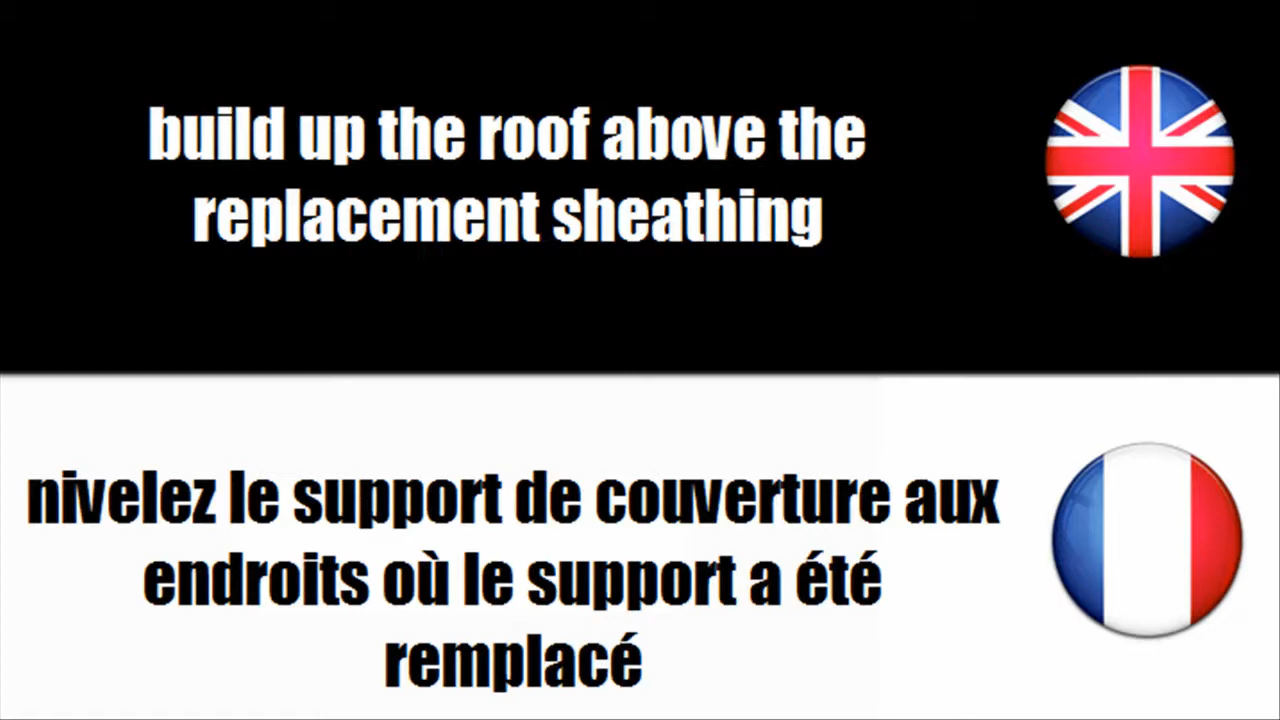 build up the roof above the
replacement sheathing
nivelez le support de couverture aux
endroits où le support a été
remplacé